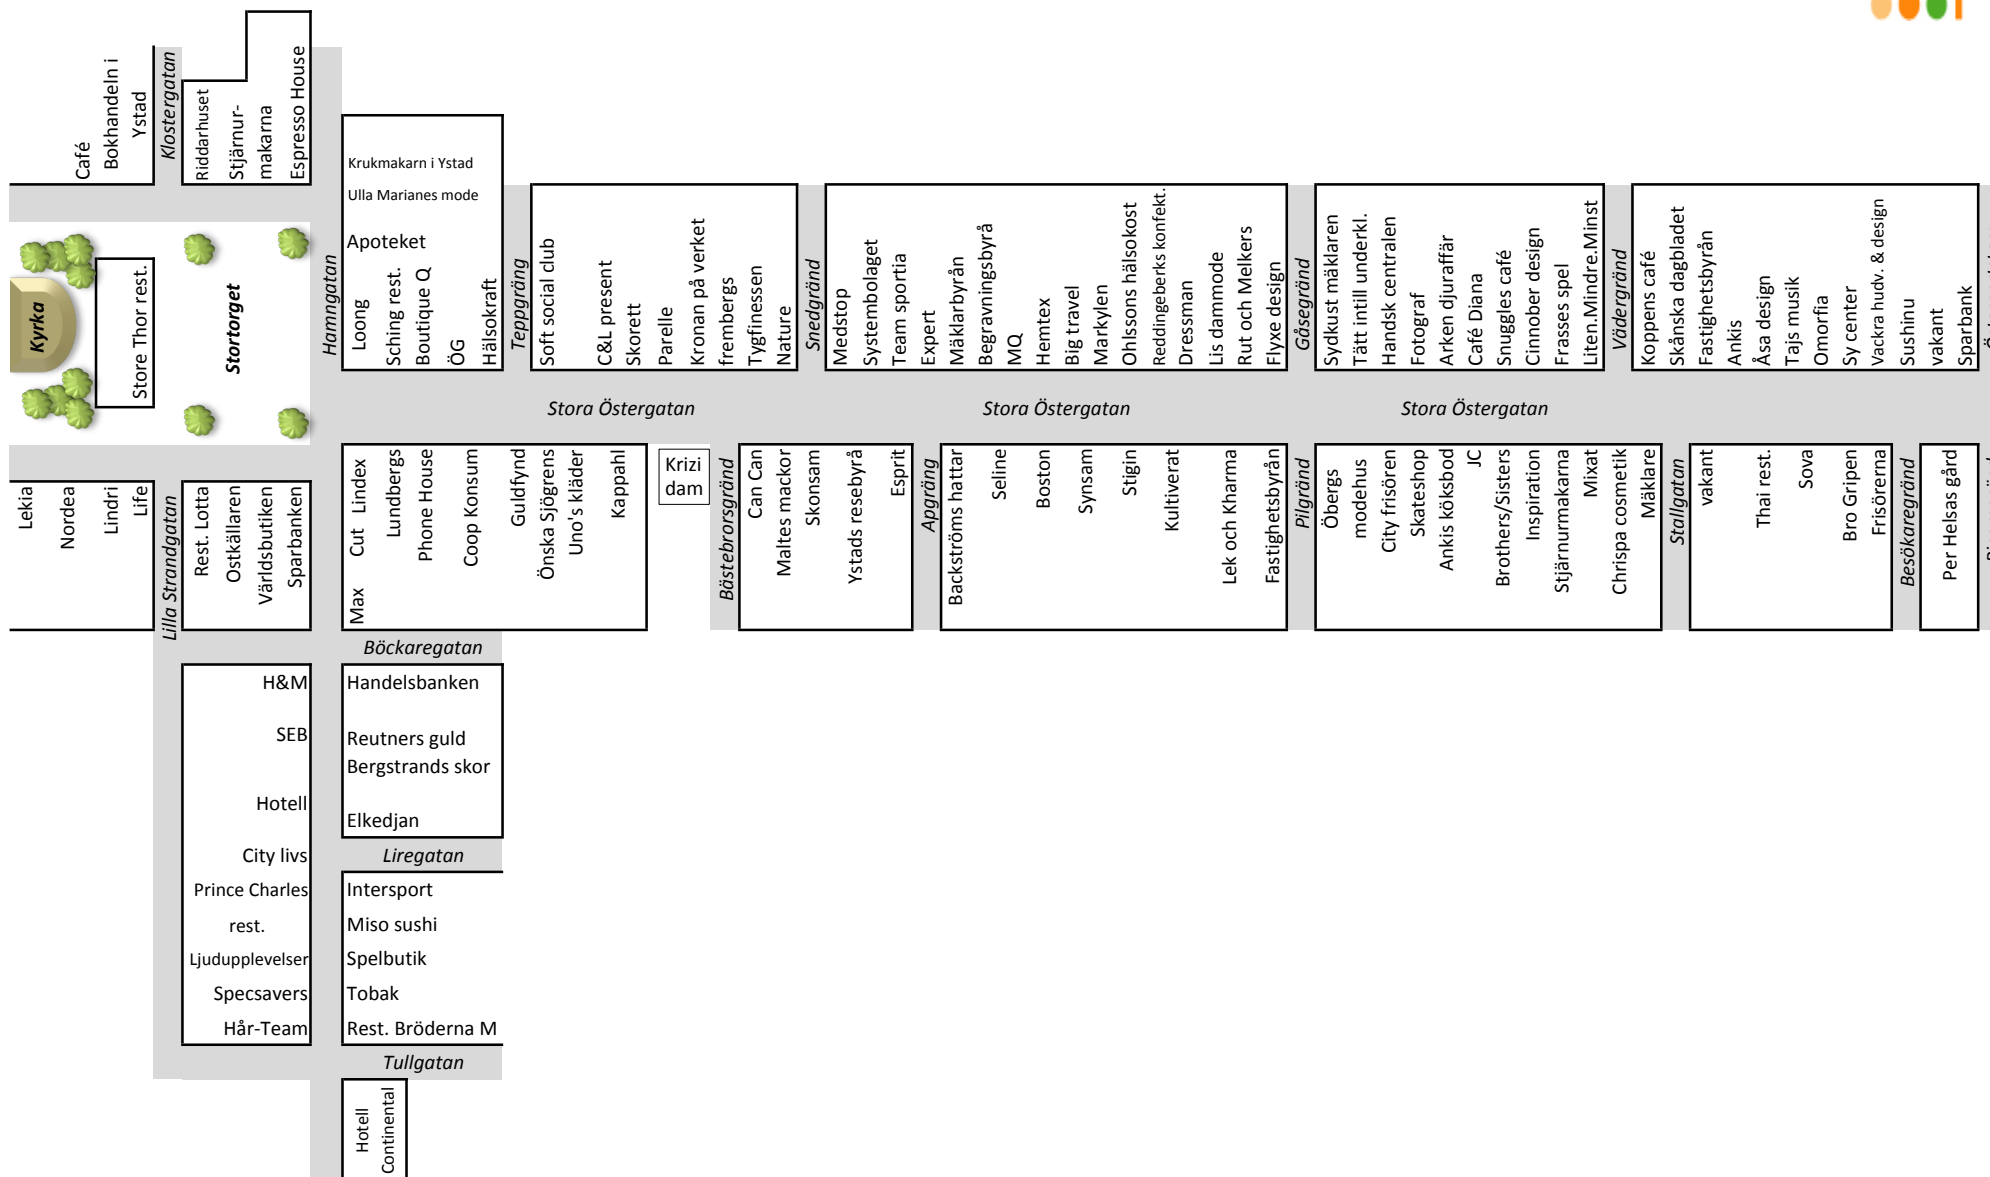 Café
Bokhandeln i
Ystad
Klostergatan
Riddarhuset
Stjärnur-
makarna
Espresso House
Kyrka
Store Thor rest.
Stortorget
Hamngatan
Krukmakarn i Ystad
Ulla Marianes mode
Apoteket
Loong
Sching rest.
Boutique Q
ÖG
Hälsokraft
Teppgräng
Soft social club
C&L present
Skorett
Parelle
Kronan på verket
frembergs
Tygfinessen
Nature
Snedgränd
Medstop
Systembolaget
Team sportia
Expert
Mäklarbyrån
Begravningsbyrå
MQ
Hemtex
Big travel
Markylen
Ohlssons hälsokost
Reddingeberks konfekt.
Dressman
Lis dammode
Rut och Melkers
Flyxe design
Gåsegränd
Sydkust mäklaren
Tätt intill underkl.
Handsk centralen
Fotograf
Arken djuraffär
Café Diana
Snuggles café
Cinnober design
Frasses spel
Liten.Mindre.Minst
Vädergränd
Koppens café
Skånska dagbladet
Fastighetsbyrån
Ankis
Åsa design
Tajs musik
Omorfia
Sy center
Vackra hudv. & design
Sushinu
vakant
Sparbank
Stora Östergatan
Stora Östergatan
Stora Östergatan
Lekia
Nordea
Lindri
Life
Lilla Strandgatan
Rest. Lotta
Ostkällaren
Världsbutiken
Sparbanken
Max Cut Lindex
Lundbergs
Phone House
Coop Konsum
Guldfynd
Önska Sjögrens
Uno's kläder
Kappahl
Krizi
dam
Bästebrorsgränd
Can Can
Maltes mackor
Skonsam
Ystads resebyrå
Esprit
Apgräng
Backströms hattar
Seline
Boston
Synsam
Stigin
Kultiverat
Lek och Kharma
Fastighetsbyrån
Pilgränd
Öbergs
modehus
City frisören
Skateshop
Ankis köksbod
JC
Brothers/Sisters
Inspiration
Stjärnurmakarna
Mixat
Chrispa cosmetik
Mäklare
Stallgatan
vakant
Thai rest.
Sova
Bro Gripen
Frisörerna
Besökaregränd
Per Helsas gård
Böckaregatan
H&M
SEB
Hotell
City livs
Prince Charles
rest.
Ljudupplevelser
Specsavers
Hår-Team
Handelsbanken
Reutners guld
Bergstrands skor
Elkedjan
Liregatan
Intersport
Miso sushi
Spelbutik
Tobak
Rest. Bröderna M
Tullgatan
Hotell
Continental